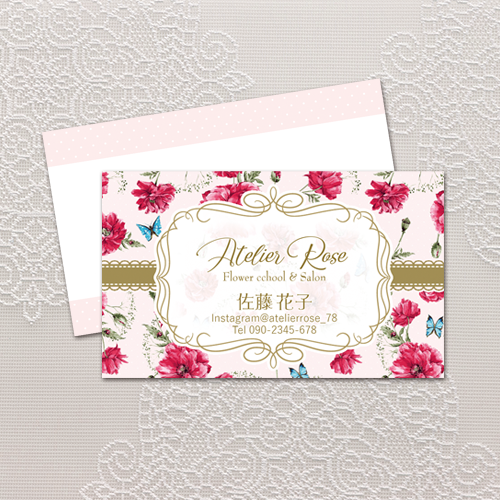 Atelier Rose
Flower cchool & Salon
佐藤 花子
Instagram@atelierrose_78
Tel 090-2345-678